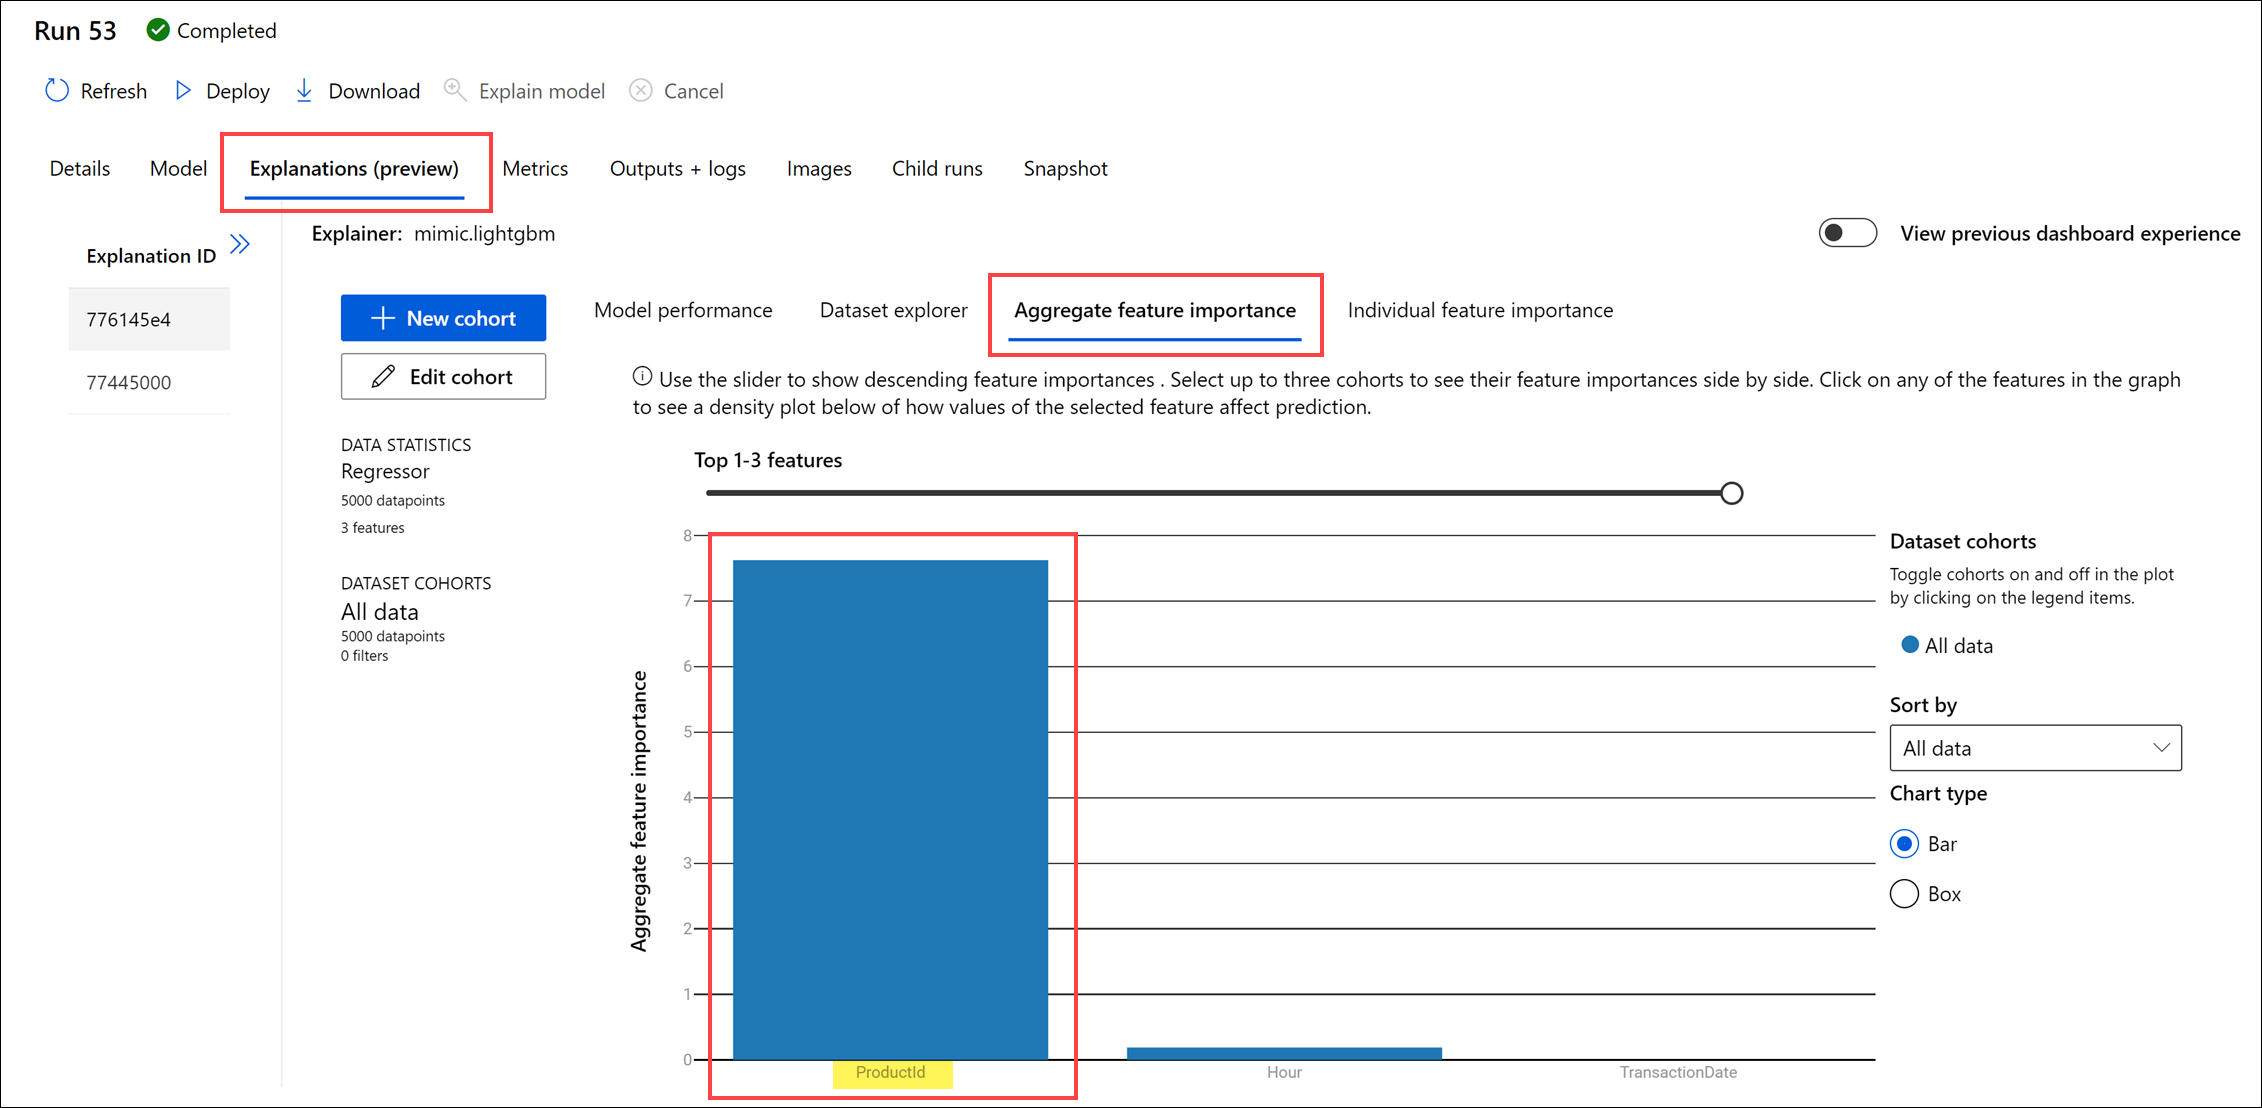 Run 53 Completed
Refresh Deploy Download Explain model Cancel
Details Model Explanations (preview) Metrics Outputs + logs Images Child runs Snapshot
Explanation ID
776145e4
77445000
Explainer: mimic.lightgbm
View previous dashboard experience
New cohort
Edit cohort
DATA STATISTICS
Regressor
5000 datapoints
3 features
DATASET COHORTS
All data
5000 datapoints
0 filters
Model performance Dataset explorer Aggregate feature importance Individual feature importance
Use the slider to show descending feature importances . Select up to three cohorts to see their feature importances side by side. Click on any of the features in the graph
to see a density plot below of how values of the selected feature affect prediction.
Top 1-3 features
Aggregate feature importance
8
7
6
5
4
3
2
1
0
ProductId Hour TransactionDate
Dataset cohorts
Toggle cohorts on and off in the plot
by clicking on the legend items.
All data
Sort by
All data
Chart type
Bar
Box